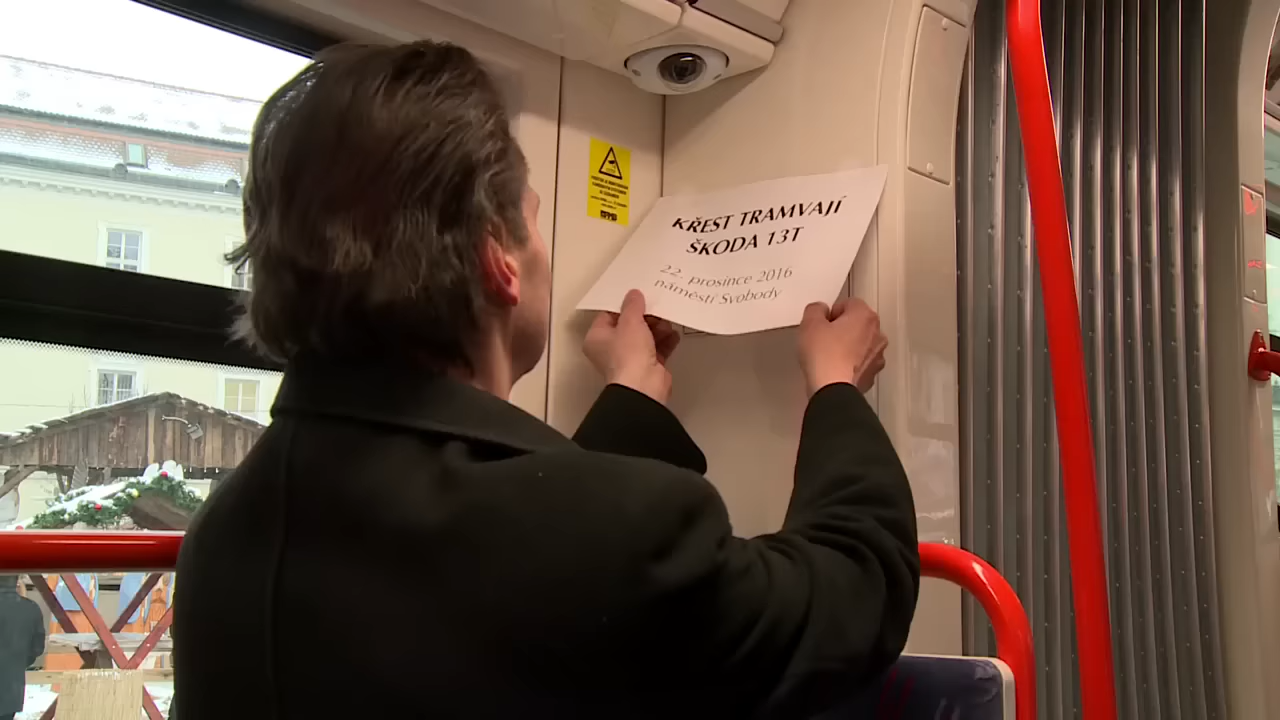 KŘEST TRAMVAJÍ
ŠKODA 13T
22. prosince 2016
náměstí Svobody